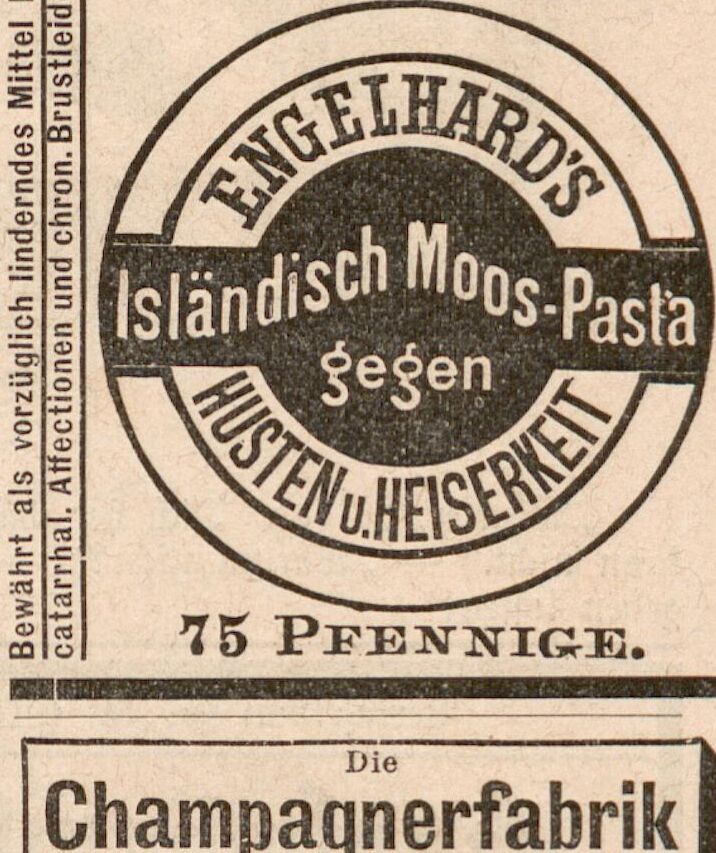 Bewährt als vorzüglich linderndes Mittel
catarrhal. Affectionen und chron. Brustleid
ENGELHARD'S
Isländisch Moos-Pasta
gegen
HUSTEN u. HEISERKEIT
75 PFENNIGE.
Die
Champagnerfabrik